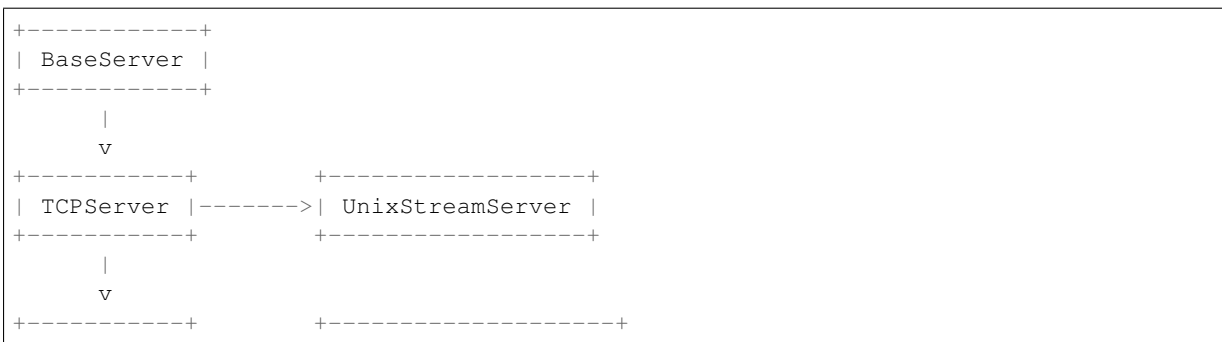 +------------+
| BaseServer |
+------------+
      |
      v
+-----------+        +------------------+
| TCPServer |------->| UnixStreamServer |
+-----------+        +------------------+
      |
      v
+-----------+        +--------------------+